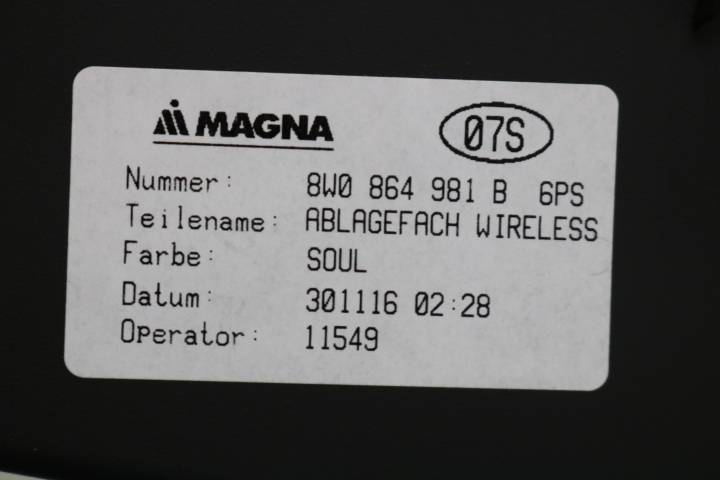 MAGNA
07S
Nummer: 8W0 864 981 B 6PS
Teilename: ABLAGEFACH WIRELESS
Farbe: SOUL
Datum: 301116 02:28
Operator: 11549